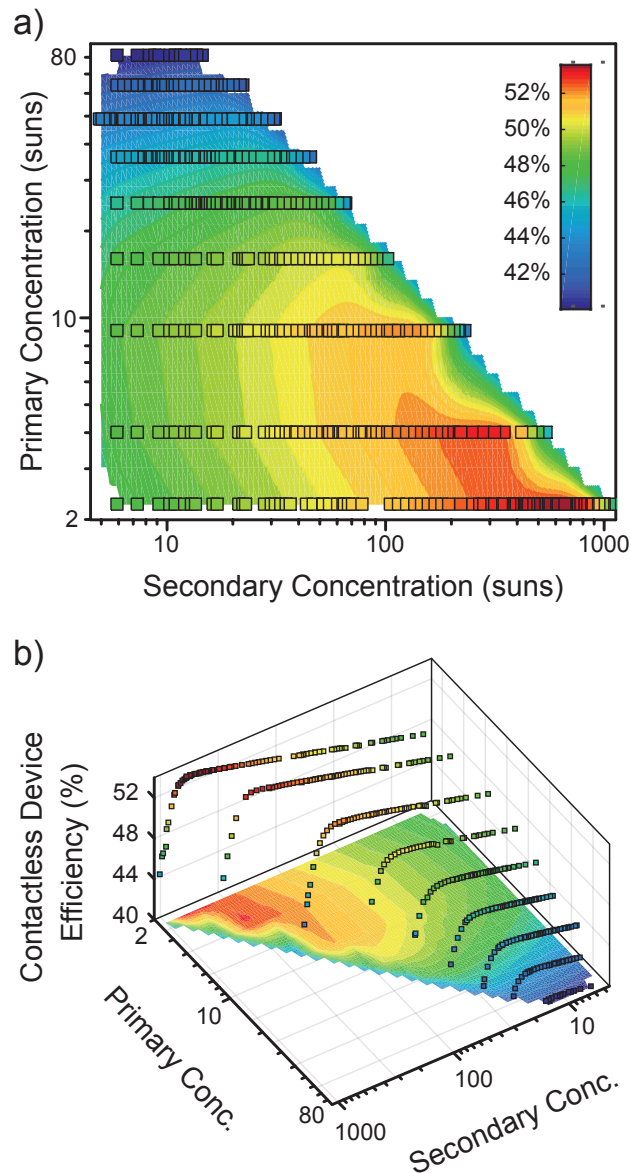 a)
80
10
2
Primary Concentration (suns)
52%
50%
48%
46%
44%
42%
10
100
1000
Secondary Concentration (suns)
b)
Contactless Device
Efficiency (%)
52
48
44
40
2
10
80
Primary Conc.
1000
100
10
Secondary Conc.